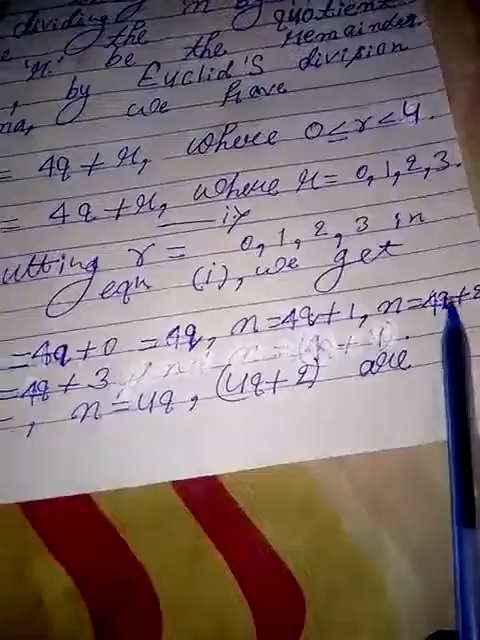 dividing by n by
the quotient
'r' be the remainder.
, by Euclid's division
we have
= 4q + r, where 0 ≤ r < 4.
= 4q + r, where r = 0, 1, 2, 3.
— i)
utting r = 0, 1, 2, 3 in
eqn (i), we get
= 4q + 0 = 4q, n = 4q + 1, n = 4q + 2
= 4q + 3
, n = 4q, (4q + 2) are